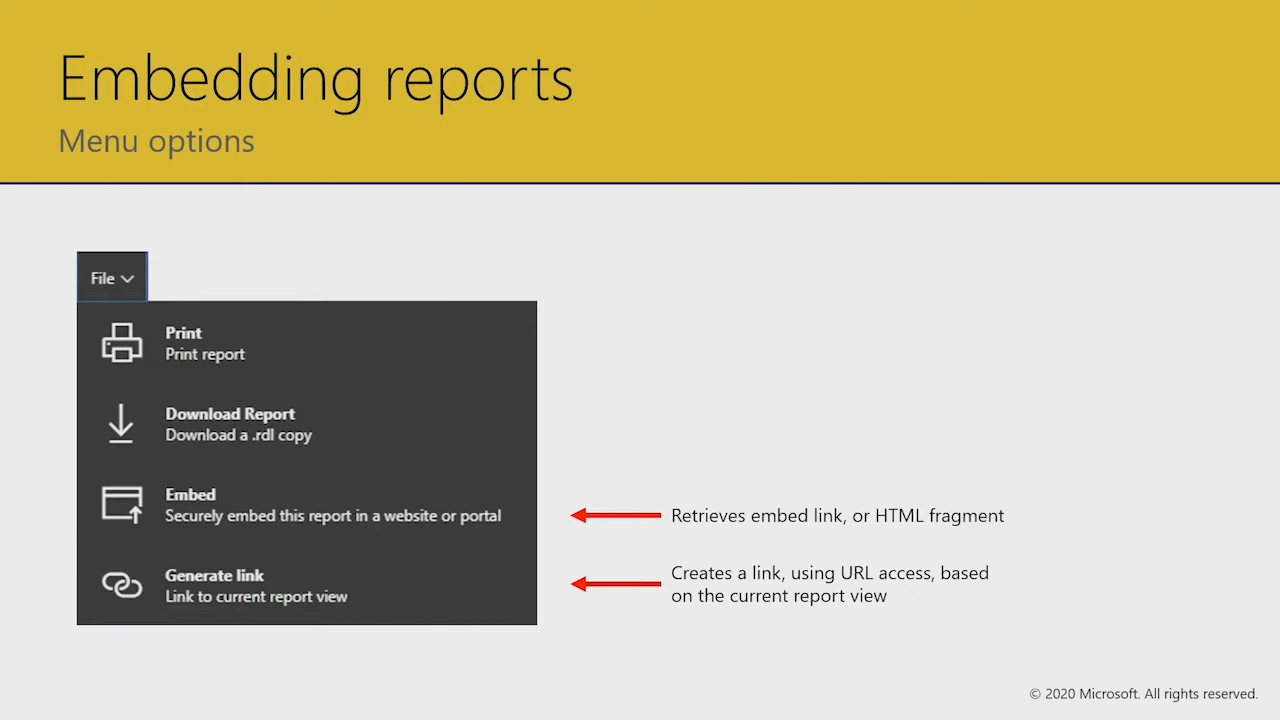 Embedding reports
Menu options
File
Print
Print report
Download Report
Download a .rdl copy
Embed
Securely embed this report in a website or portal
Retrieves embed link, or HTML fragment
Generate link
Link to current report view
Creates a link, using URL access, based
on the current report view
© 2020 Microsoft. All rights reserved.